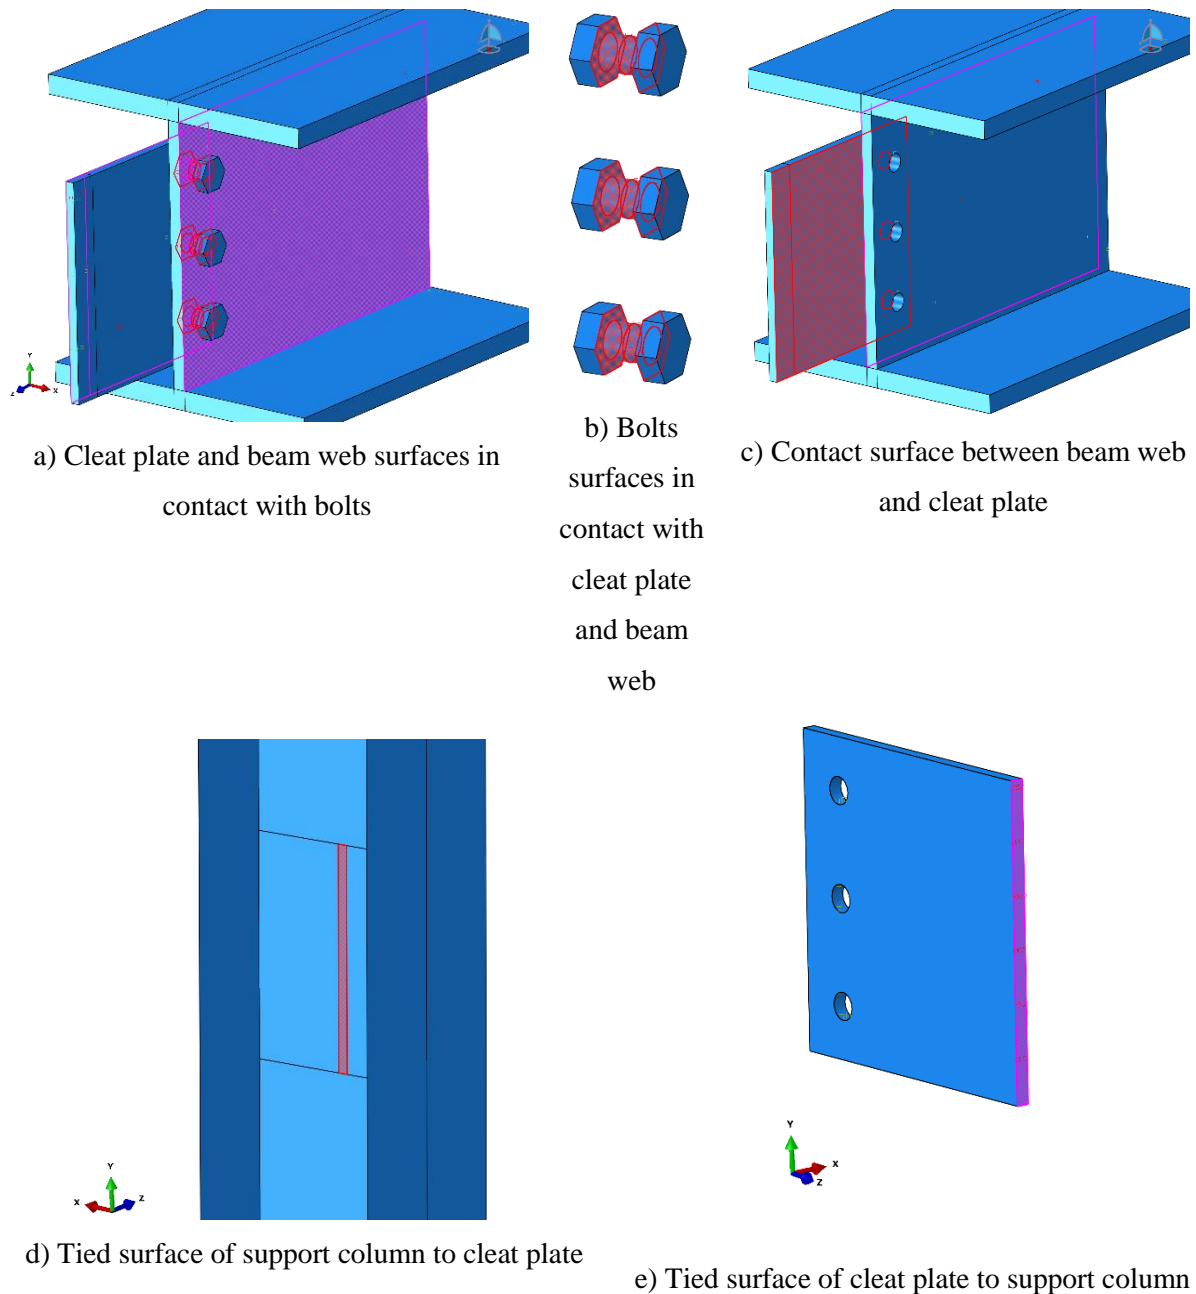 Y
X
Z
a) Cleat plate and beam web surfaces in
contact with bolts
b) Bolts
surfaces in
contact with
cleat plate
and beam
web
c) Contact surface between beam web
and cleat plate
Y
X
Z
d) Tied surface of support column to cleat plate
Y
X
Z
e) Tied surface of cleat plate to support column